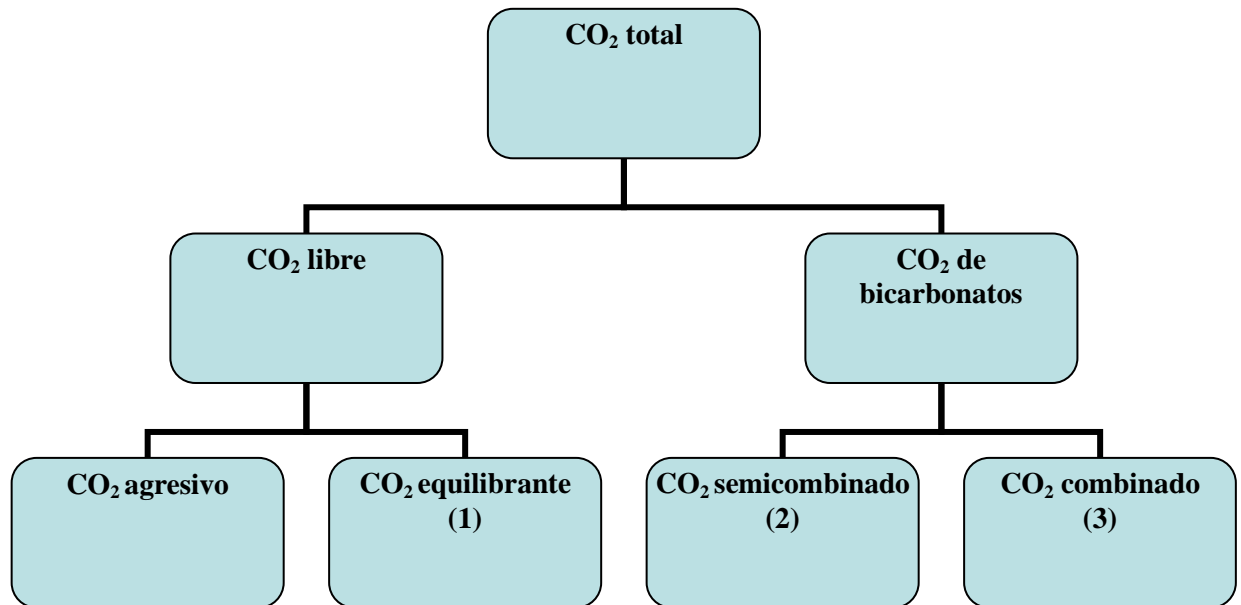 CO₂ total
CO₂ libre
CO₂ de
bicarbonatos
CO₂ agresivo
CO₂ equilibrante
(1)
CO₂ semicombinado
(2)
CO₂ combinado
(3)